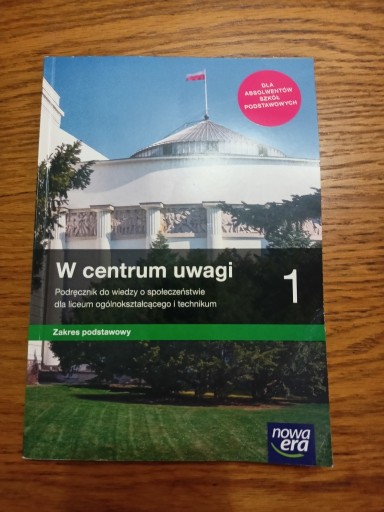 DLA
ABSOLWENTÓW
SZKÓŁ
PODSTAWOWYCH
W centrum uwagi
1
Podręcznik do wiedzy o społeczeństwie
dla liceum ogólnokształcącego i technikum
Zakres podstawowy
nowa
era